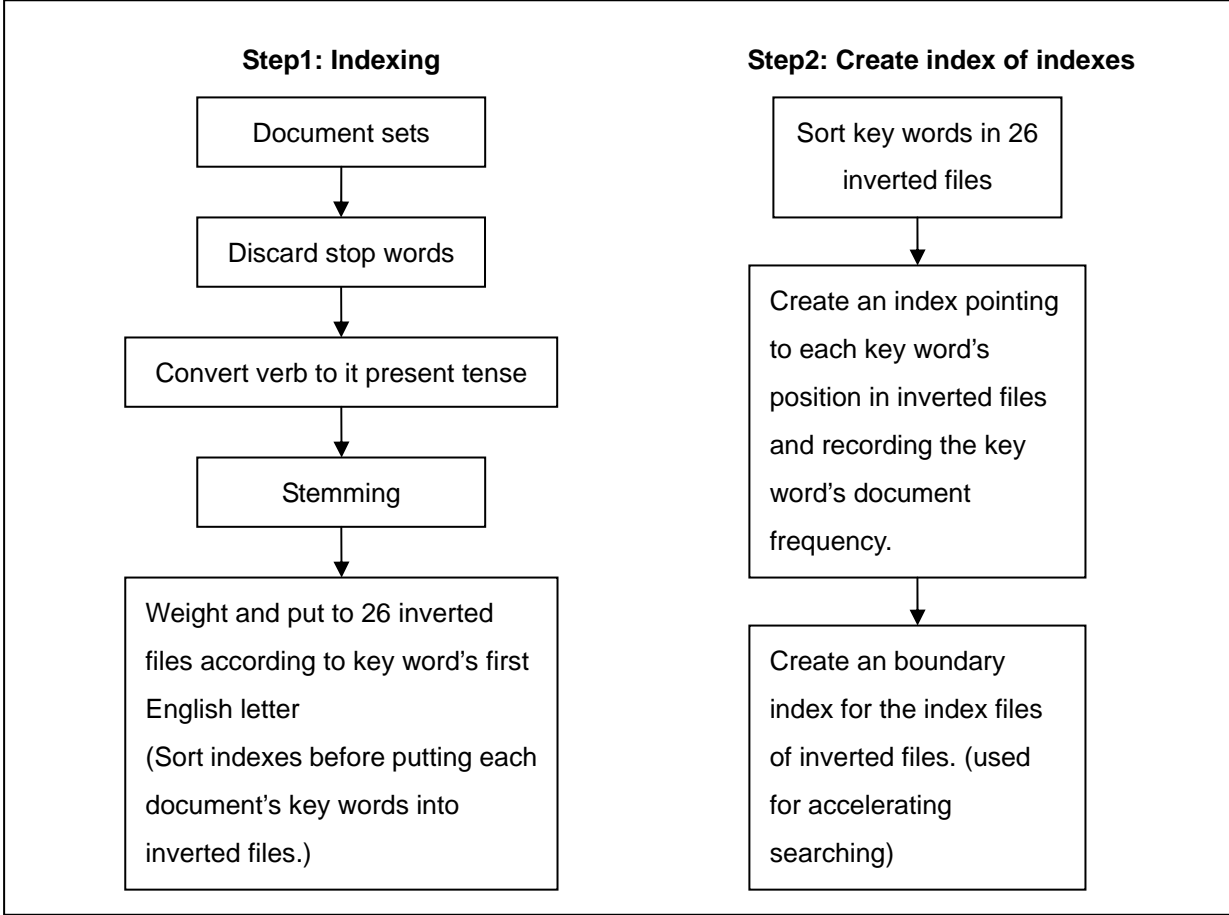 Step1: Indexing
Document sets
Discard stop words
Convert verb to it present tense
Stemming
Weight and put to 26 inverted
files according to key word's first
English letter
(Sort indexes before putting each
document's key words into
inverted files.)
Step2: Create index of indexes
Sort key words in 26
inverted files
Create an index pointing
to each key word's
position in inverted files
and recording the key
word's document
frequency.
Create an boundary
index for the index files
of inverted files. (used
for accelerating
searching)